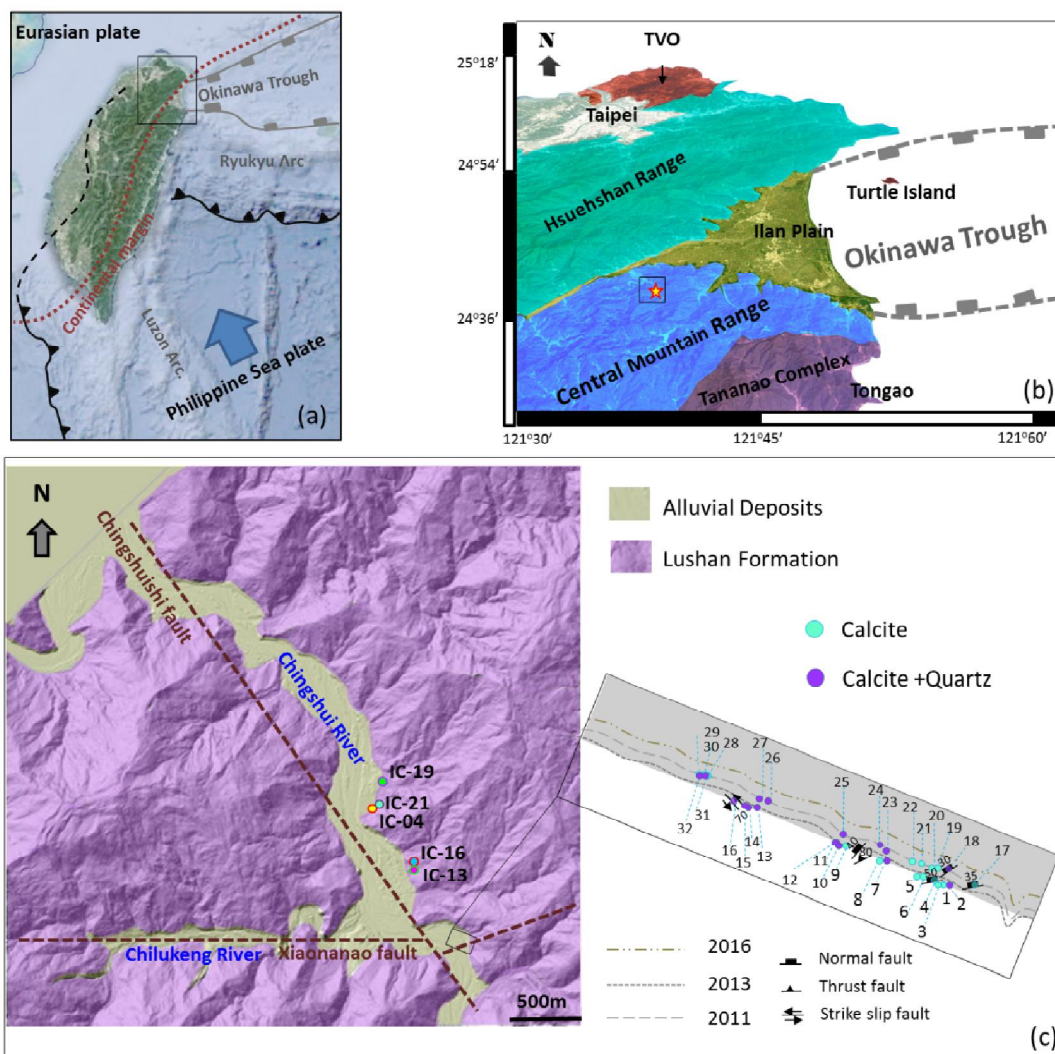 Eurasian plate
Okinawa Trough
Ryukyu Arc
Continental margin
Luzon Arc.
Philippine Sea plate
(a)
N
TVO
25°18′
Taipei
24°54′
Hsuehshan Range
Turtle Island
Ilan Plain
Okinawa Trough
24°36′
Central Mountain Range
Tananao Complex
Tongao
(b)
121°30′
121°45′
121°60′
N
Chingshuishi fault
Chingshui River
IC-19
IC-21
IC-04
IC-16
IC-13
Chilukeng River
Xiaonanao fault
500m
Alluvial Deposits
Lushan Formation
Calcite
Calcite +Quartz
29
30
28
27
26
25
24
23
22
21
20
19
18
17
32
31
16
15
14
13
70
12
11
10
9
8
7
40
80
6
5
50
30
35
4
3
1
2
2016
2013
2011
Normal fault
Thrust fault
Strike slip fault
(c)